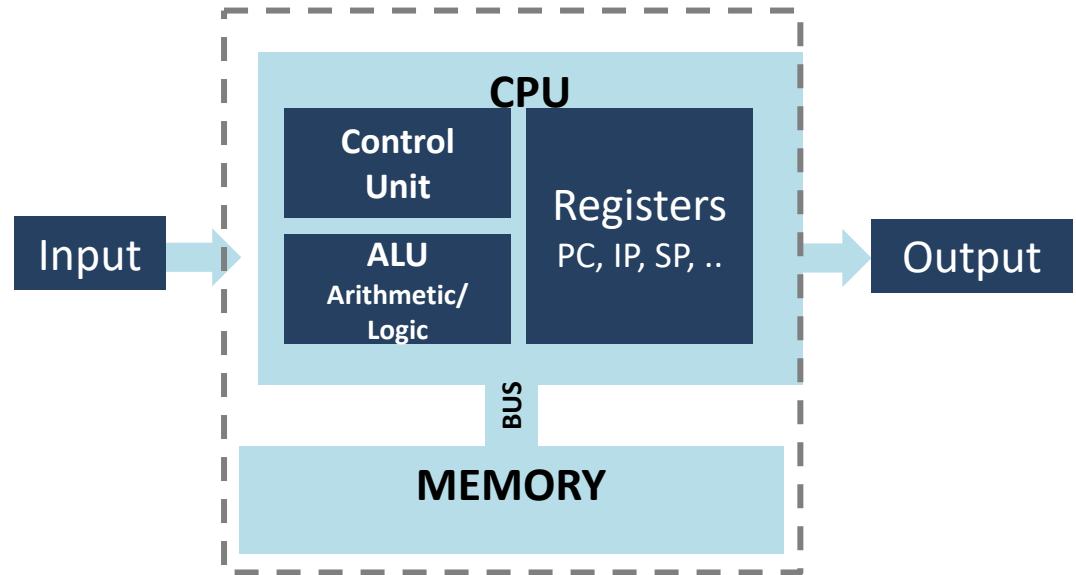 CPU
Control
Unit
Registers
PC, IP, SP, ..
Input
ALU
Arithmetic/
Logic
Output
BUS
MEMORY